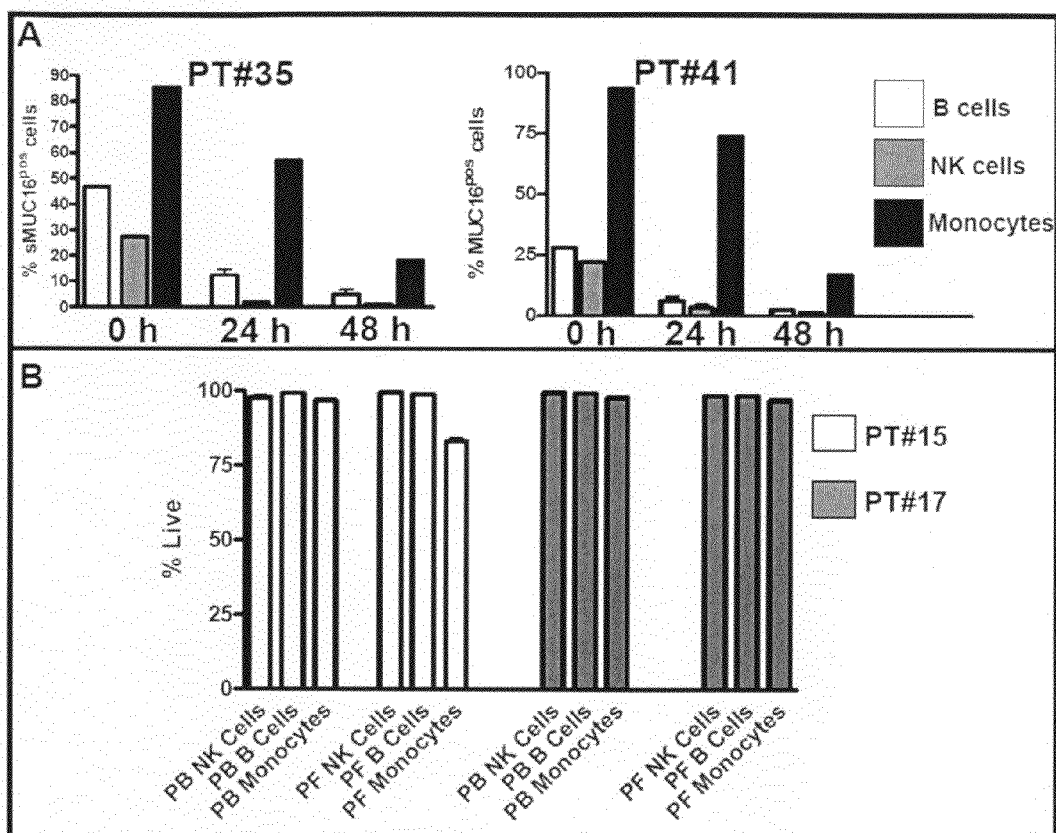 A
PT#35
% sMUC16pos cells
90
80
70
60
50
40
30
20
10
0
0 h 24 h 48 h
PT#41
% MUC16pos cells
100
75
50
25
0
0 h 24 h 48 h
B cells
NK cells
Monocytes
B
% Live
100
75
50
25
0
PB NK Cells
PB B Cells
PB Monocytes
PF NK Cells
PF B Cells
PF Monocytes
PB NK Cells
PB B Cells
PB Monocytes
PF NK Cells
PF B Cells
PF Monocytes
PT#15
PT#17